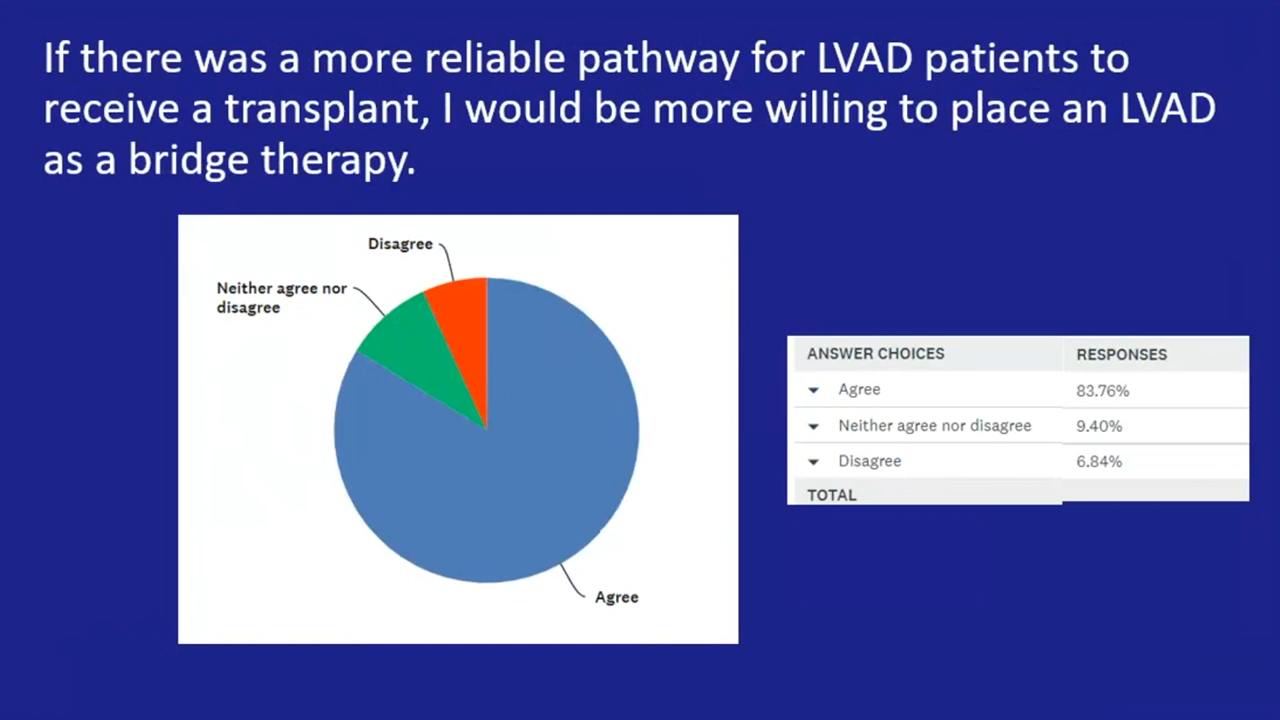 If there was a more reliable pathway for LVAD patients to
receive a transplant, I would be more willing to place an LVAD
as a bridge therapy.
Disagree
Neither agree nor
disagree
Agree
ANSWER CHOICES RESPONSES
Agree 83.76%
Neither agree nor disagree 9.40%
Disagree 6.84%
TOTAL